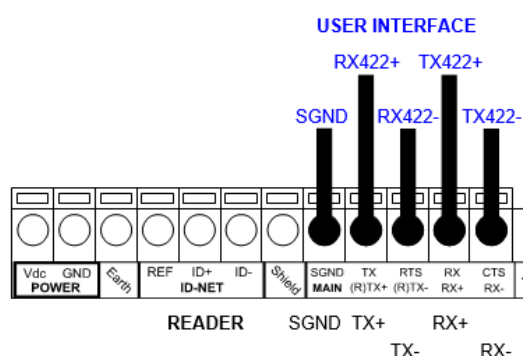 USER INTERFACE
RX422+ TX422+
SGND RX422- TX422-
Vdc GND Earth REF ID+ ID- Shield SGND TX RTS RX CTS
POWER ID-NET MAIN (R)TX+ (R)TX- RX+ RX-
READER SGND TX+ RX+
TX- RX-